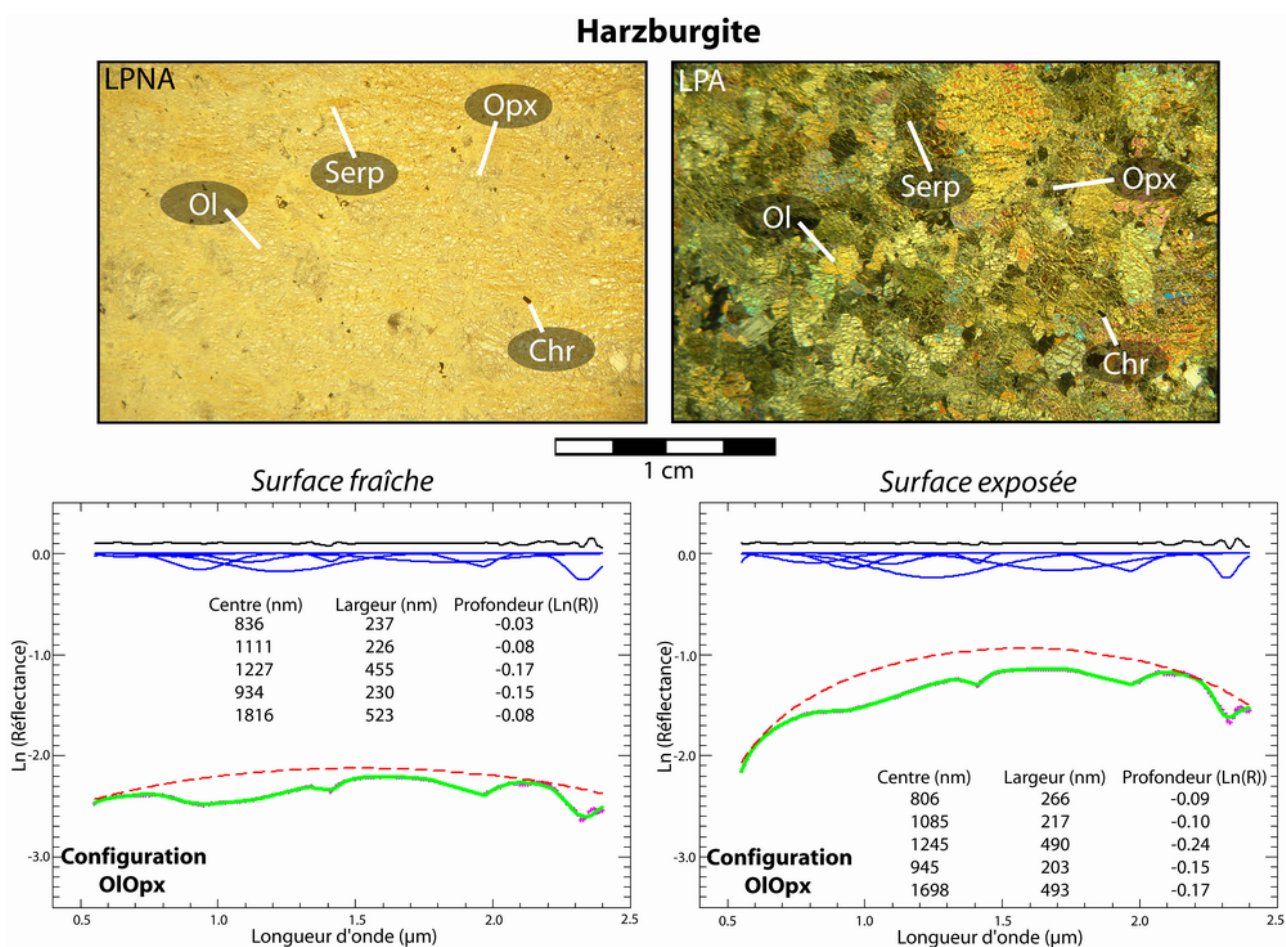 Harzburgite
LPNA
Opx
Serp
Ol
Chr
LPA
Serp
Opx
Ol
Chr
1 cm
Surface fraîche
Surface exposée
0.0
-1.0
-2.0
-3.0
Ln (Réflectance)
Centre (nm) Largeur (nm) Profondeur (Ln(R))
836 237 -0.03
1111 226 -0.08
1227 455 -0.17
934 230 -0.15
1816 523 -0.08
Configuration
OlOpx
0.5 1.0 1.5 2.0 2.5
Longueur d'onde (µm)
0.0
-1.0
-2.0
-3.0
Ln (Réflectance)
Centre (nm) Largeur (nm) Profondeur (Ln(R))
806 266 -0.09
1085 217 -0.10
1245 490 -0.24
945 203 -0.15
1698 493 -0.17
Configuration
OlOpx
0.5 1.0 1.5 2.0 2.5
Longueur d'onde (µm)